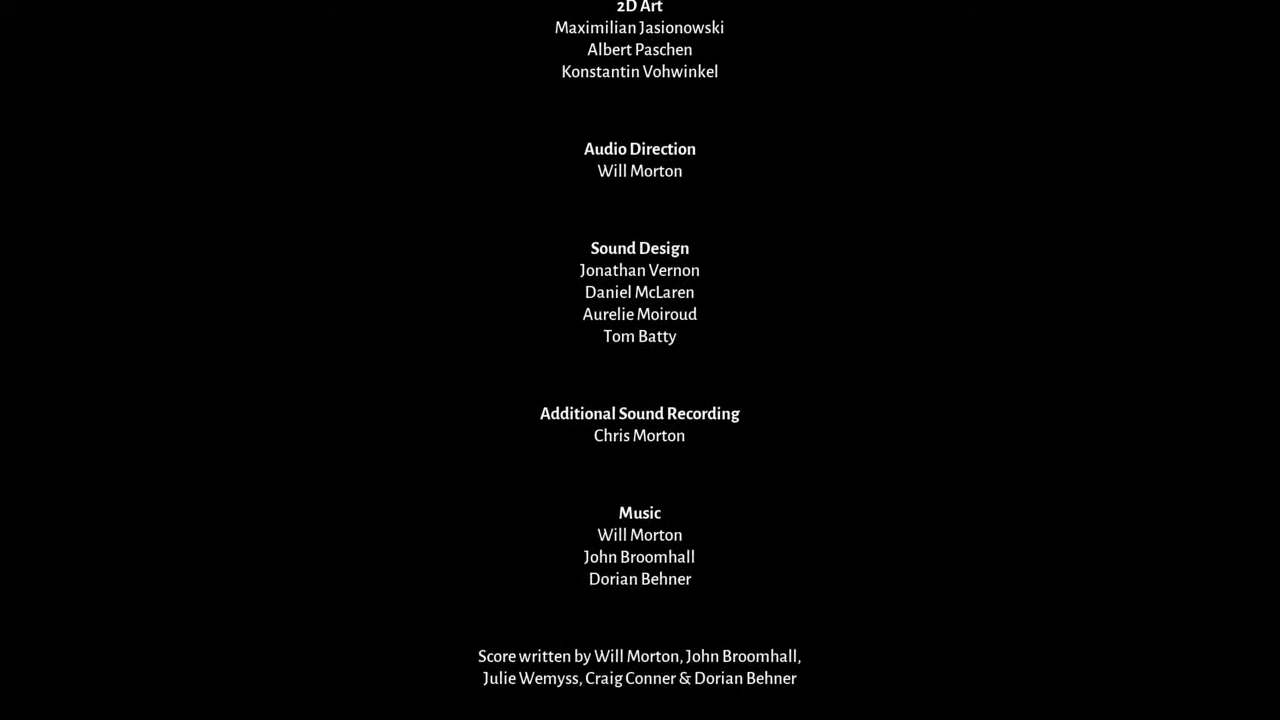 2D Art
Maximilian Jasionowski
Albert Paschen
Konstantin Vohwinkel
Audio Direction
Will Morton
Sound Design
Jonathan Vernon
Daniel McLaren
Aurelie Moiroud
Tom Batty
Additional Sound Recording
Chris Morton
Music
Will Morton
John Broomhall
Dorian Behner
Score written by Will Morton, John Broomhall,
Julie Wemyss, Craig Conner & Dorian Behner